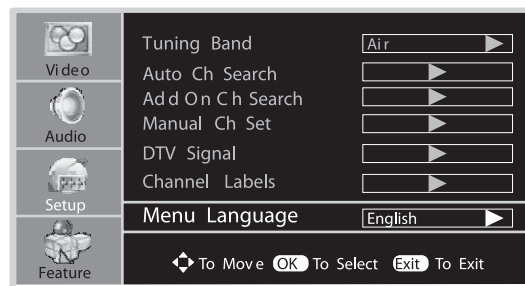 Video
Audio
Setup
Feature
Tuning Band Air
Auto Ch Search
Add On Ch Search
Manual Ch Set
DTV Signal
Channel Labels
Menu Language English
To Move OK To Select Exit To Exit